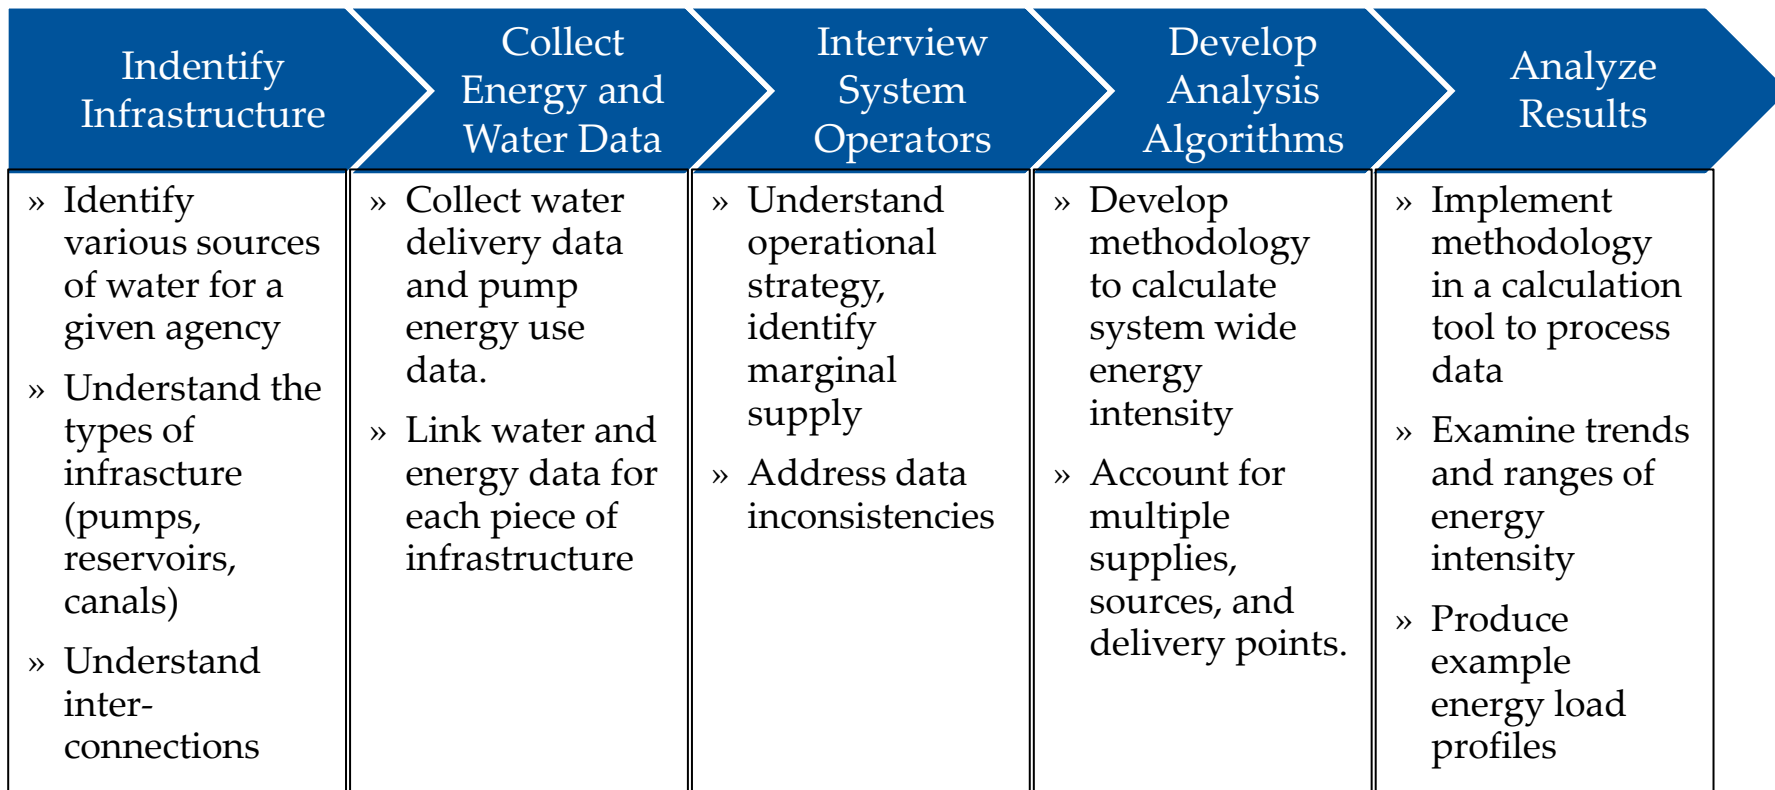 Indentify
Infrastructure
Collect
Energy and
Water Data
Interview
System
Operators
Develop
Analysis
Algorithms
Analyze
Results
» Identify
various sources
of water for a
given agency
» Understand the
types of
infrascture
(pumps,
reservoirs,
canals)
» Understand
inter-
connections
» Collect water
delivery data
and pump
energy use
data.
» Link water and
energy data for
each piece of
infrastructure
» Understand
operational
strategy,
identify
marginal
supply
» Address data
inconsistencies
» Develop
methodology
to calculate
system wide
energy
intensity
» Account for
multiple
supplies,
sources, and
delivery points.
» Implement
methodology
in a calculation
tool to process
data
» Examine trends
and ranges of
energy
intensity
» Produce
example
energy load
profiles